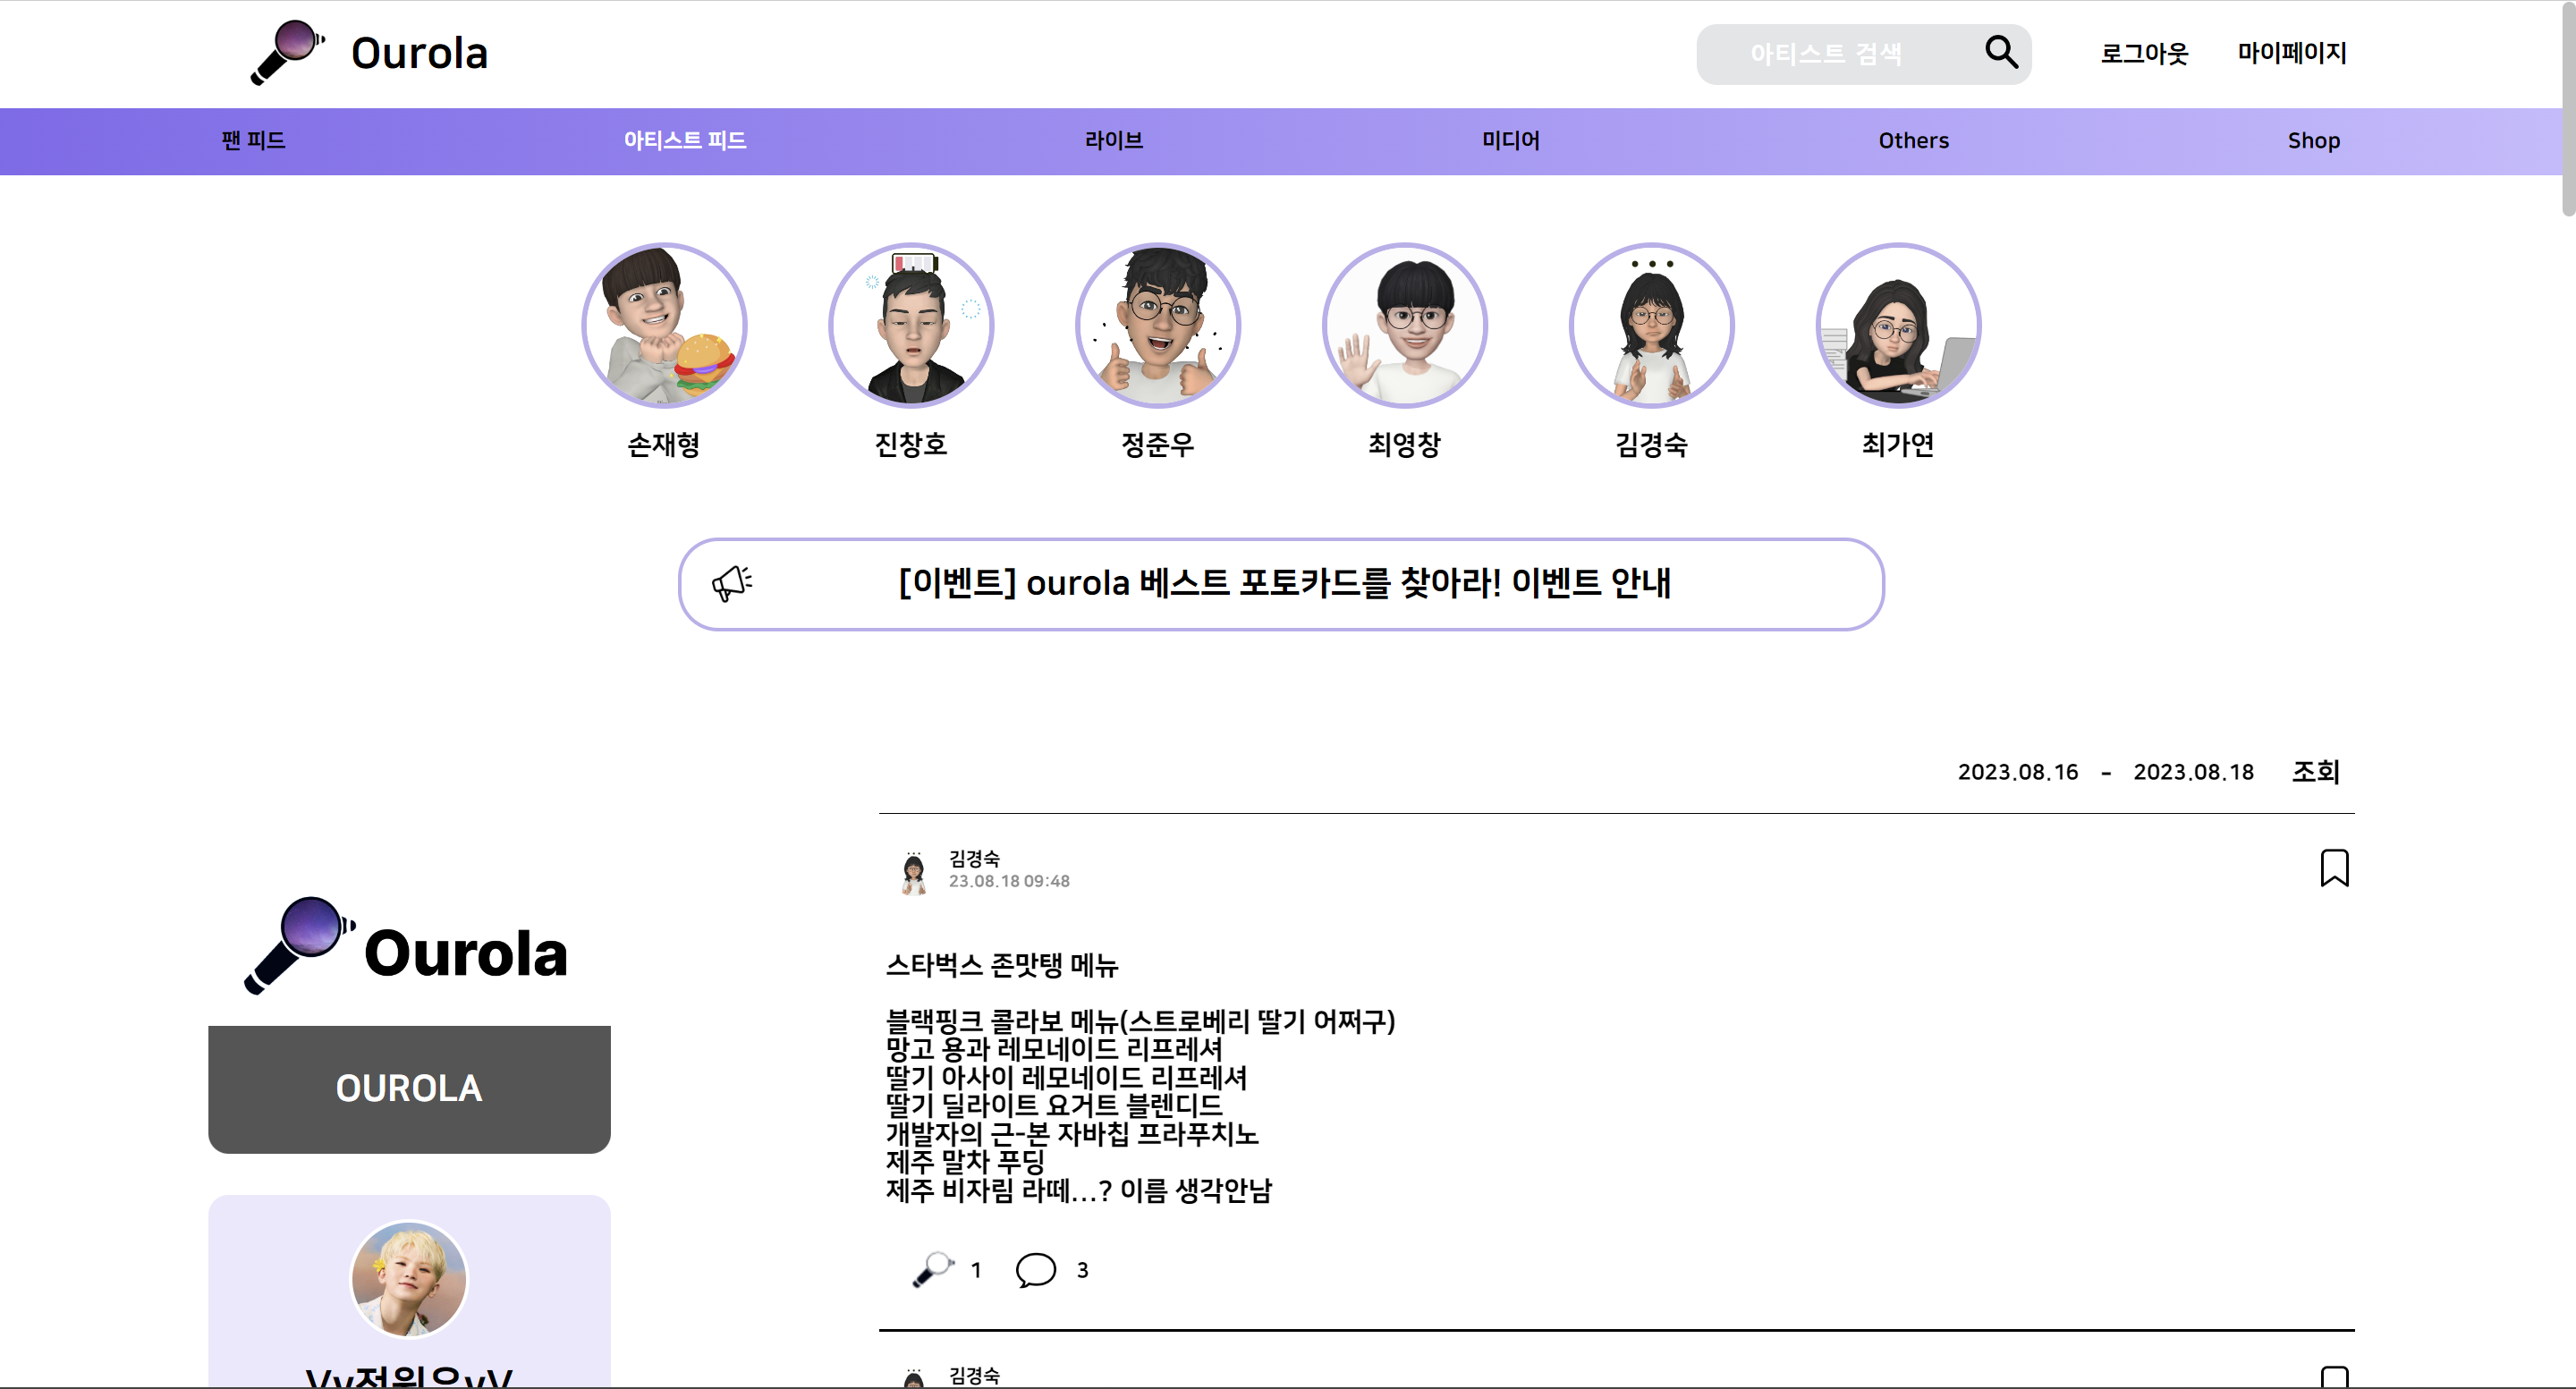 Ourola
아티스트 검색
로그아웃
마이페이지
팬 피드
아티스트 피드
라이브
미디어
Others
Shop
손재형
진창호
정준우
최영창
김경숙
최가연
[이벤트] ourola 베스트 포토카드를 찾아라! 이벤트 안내
2023.08.16 - 2023.08.18 조회
Ourola
OUROLA
김경숙
23.08.18 09:48
스타벅스 존맛탱 메뉴
블랙핑크 콜라보 메뉴(스트로베리 딸기 어쩌구)
망고 용과 레모네이드 리프레셔
딸기 아사이 레모네이드 리프레셔
딸기 딜라이트 요거트 블렌디드
개발자의 근-본 자바칩 프라푸치노
제주 말차 푸딩
제주 비자림 라떼...? 이름 생각안남
1
3
김경숙